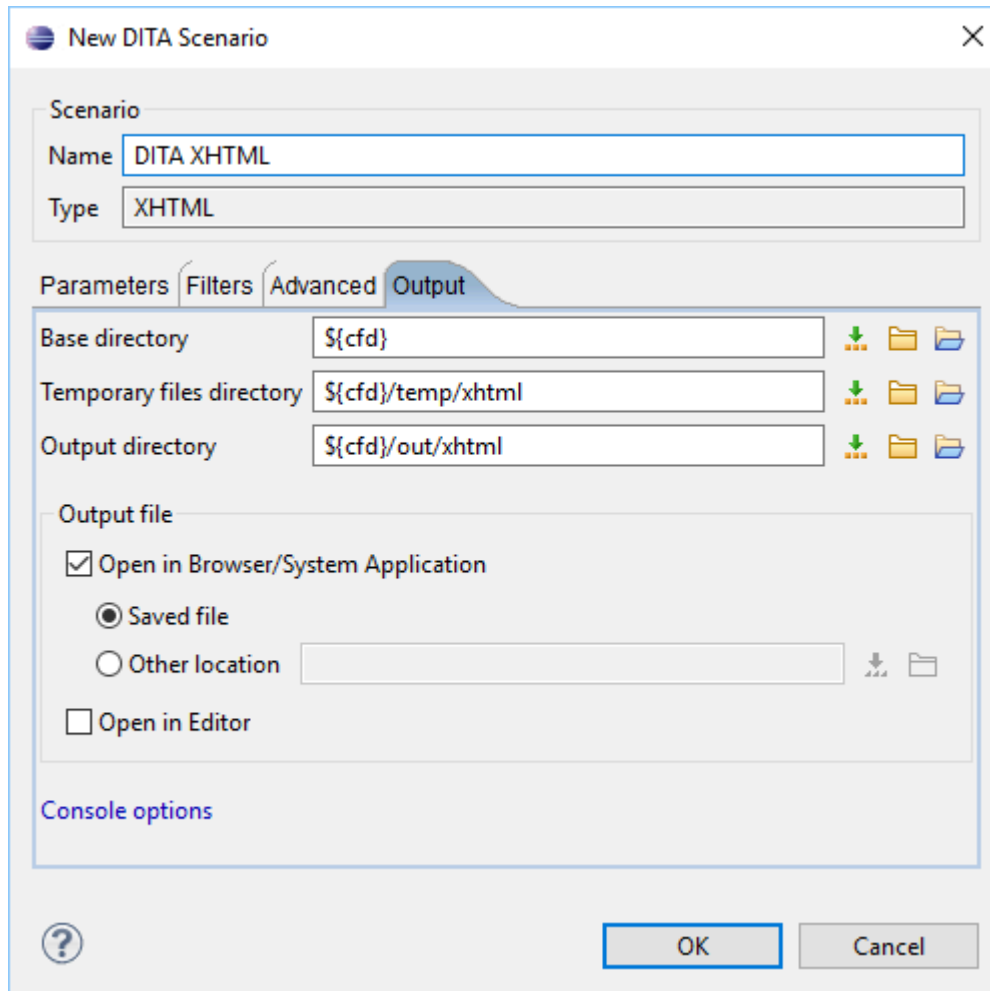 New DITA Scenario
Scenario
Name DITA XHTML
Type XHTML
Parameters Filters Advanced Output
Base directory ${cfd}
Temporary files directory ${cfd}/temp/xhtml
Output directory ${cfd}/out/xhtml
Output file
Open in Browser/System Application
Saved file
Other location
Open in Editor
Console options
? OK Cancel